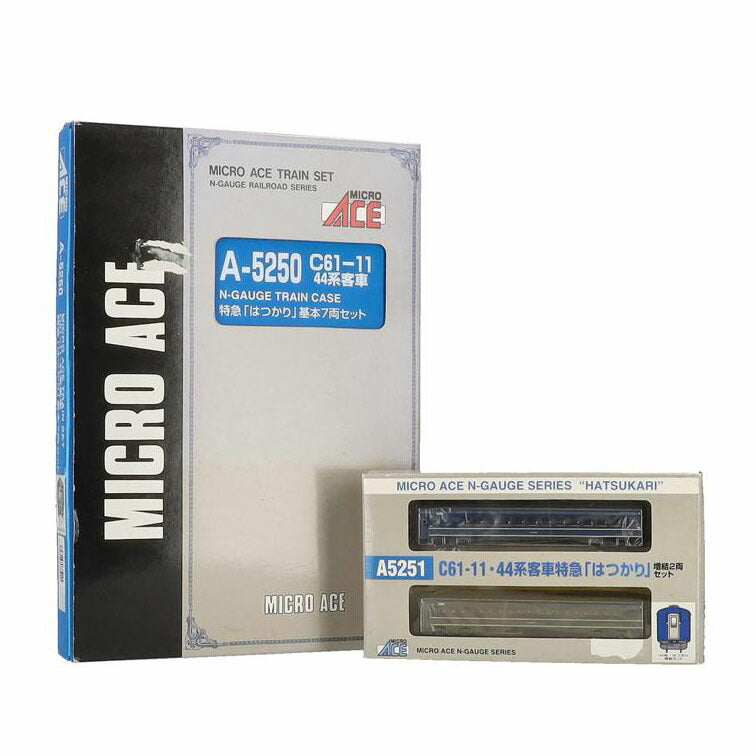 MICRO ACE
A-5250
MICRO ACE
MICRO ACE TRAIN SET
N-GAUGE RAILROAD SERIES
MICRO
ACE
A-5250 C61-11
44系客車
N-GAUGE TRAIN CASE
特急「はつかり」基本7両セット
MICRO ACE
MICRO ACE N-GAUGE SERIES "HATSUKARI"
A5251 C61-11・44系客車特急「はつかり」増結2両
セット
MICRO
ACE
MICRO ACE N-GAUGE SERIES